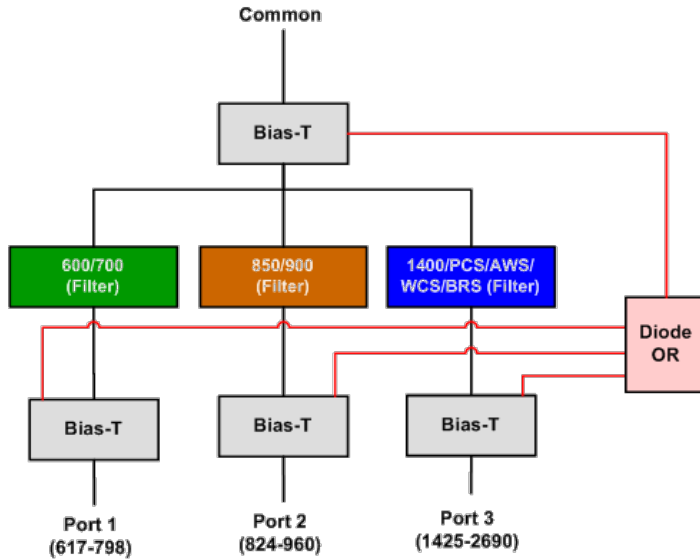 Common
Bias-T
600/700
(Filter)
850/900
(Filter)
1400/PCS/AWS/
WCS/BRS (Filter)
Diode
OR
Bias-T
Bias-T
Bias-T
Port 1
(617-798)
Port 2
(824-960)
Port 3
(1425-2690)